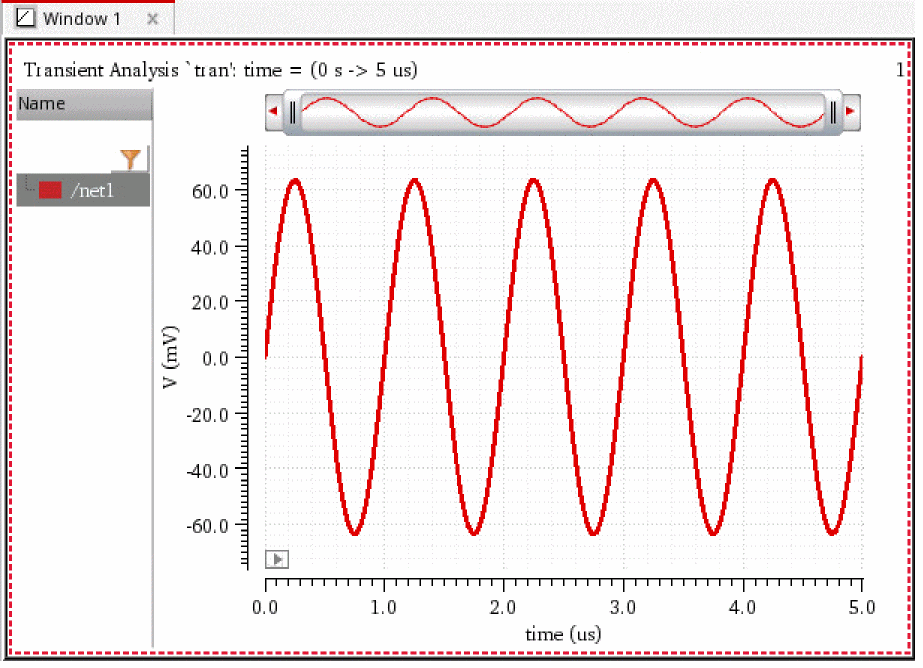 Window 1
Transient Analysis `tran': time = (0 s -> 5 us)
1
Name
/net1
60.0
40.0
20.0
0.0
-20.0
-40.0
-60.0
V (mV)
0.0 1.0 2.0 3.0 4.0 5.0
time (us)